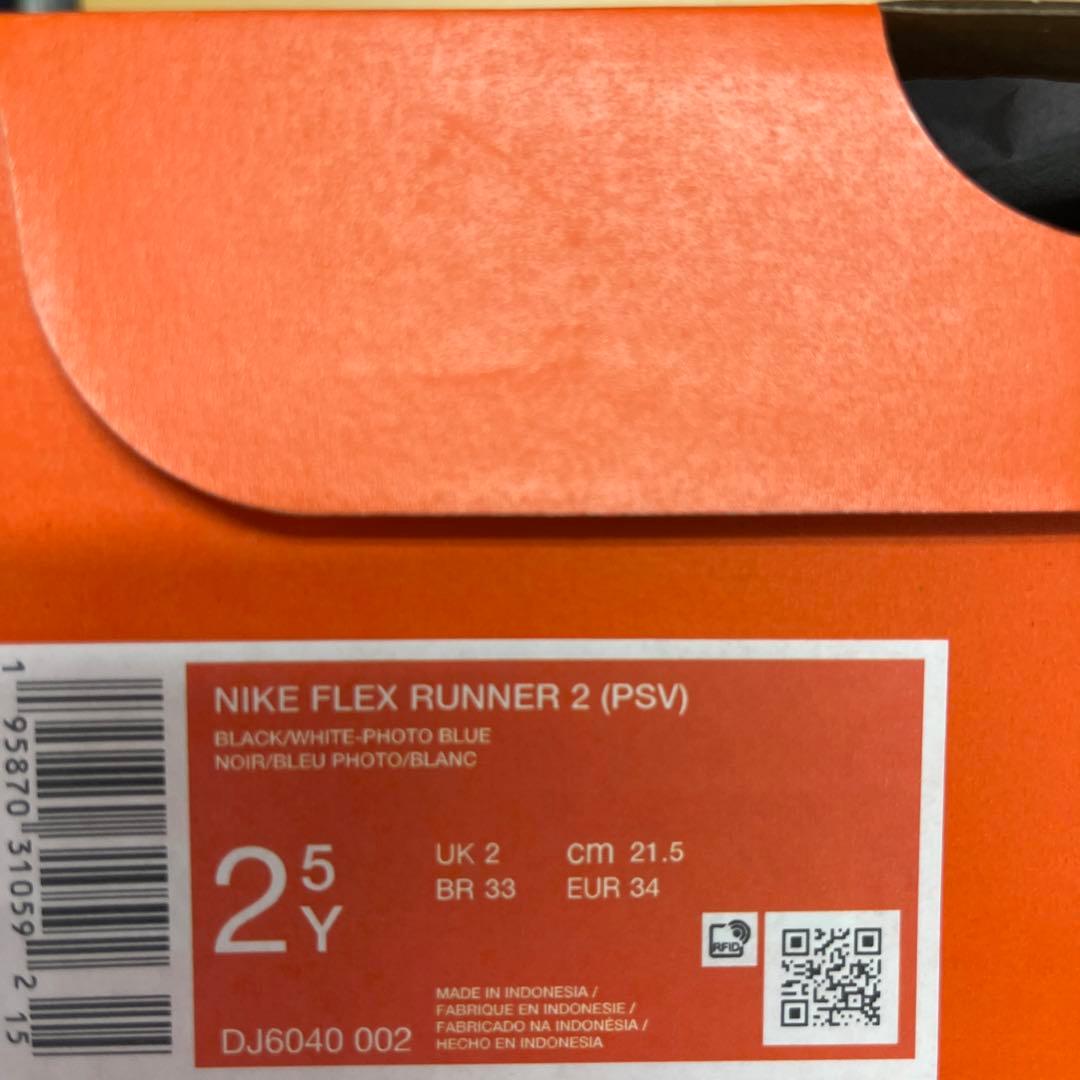 NIKE FLEX RUNNER 2 (PSV)
BLACK/WHITE-PHOTO BLUE
NOIR/BLEU PHOTO/BLANC
2 5 Y
UK 2 cm 21.5
BR 33 EUR 34
RFID
MADE IN INDONESIA /
FABRIQUE EN INDONESIE /
FABRICADO NA INDONÉSIA /
HECHO EN INDONESIA
DJ6040 002
1 95870 31059 2 15